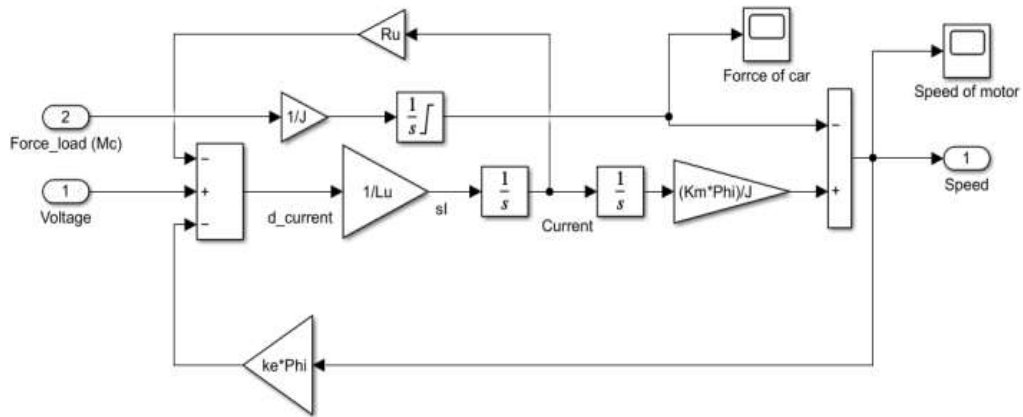 Ru
Forrce of car
Speed of motor
2
Force_load (Mc)
1/J
1
s
−
−
+
−
1
Voltage
d_current
1/Lu
sI
1
s
Current
1
s
(Km*Phi)/J
+
1
Speed
ke*Phi